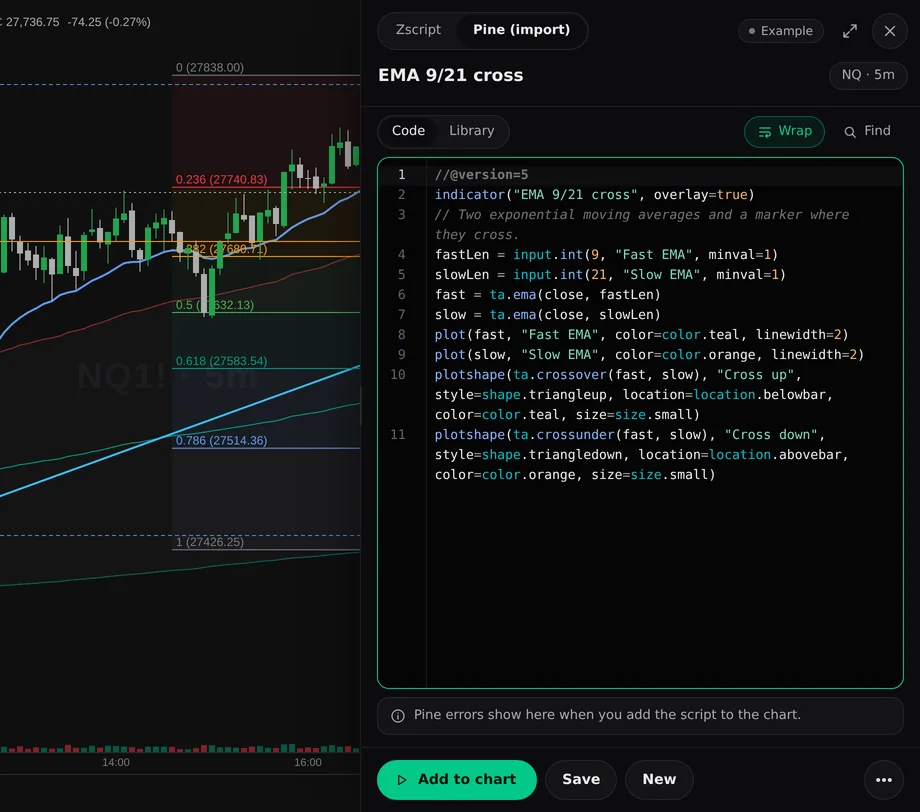 C 27,736.75 -74.25 (-0.27%)
0 (27838.00)
0.236 (27740.83)
0.382 (27680.71)
0.5 (27632.13)
0.618 (27583.54)
NQ1! · 5m
0.786 (27514.36)
1 (27426.25)
14:00
16:00
Zscript
Pine (import)
Example
EMA 9/21 cross
NQ · 5m
Code
Library
Wrap
Find
1 //@version=5
2 indicator("EMA 9/21 cross", overlay=true)
3 // Two exponential moving averages and a marker where
they cross.
4 fastLen = input.int(9, "Fast EMA", minval=1)
5 slowLen = input.int(21, "Slow EMA", minval=1)
6 fast = ta.ema(close, fastLen)
7 slow = ta.ema(close, slowLen)
8 plot(fast, "Fast EMA", color=color.teal, linewidth=2)
9 plot(slow, "Slow EMA", color=color.orange, linewidth=2)
10 plotshape(ta.crossover(fast, slow), "Cross up",
style=shape.triangleup, location=location.belowbar,
color=color.teal, size=size.small)
11 plotshape(ta.crossunder(fast, slow), "Cross down",
style=shape.triangledown, location=location.abovebar,
color=color.orange, size=size.small)
Pine errors show here when you add the script to the chart.
Add to chart
Save
New